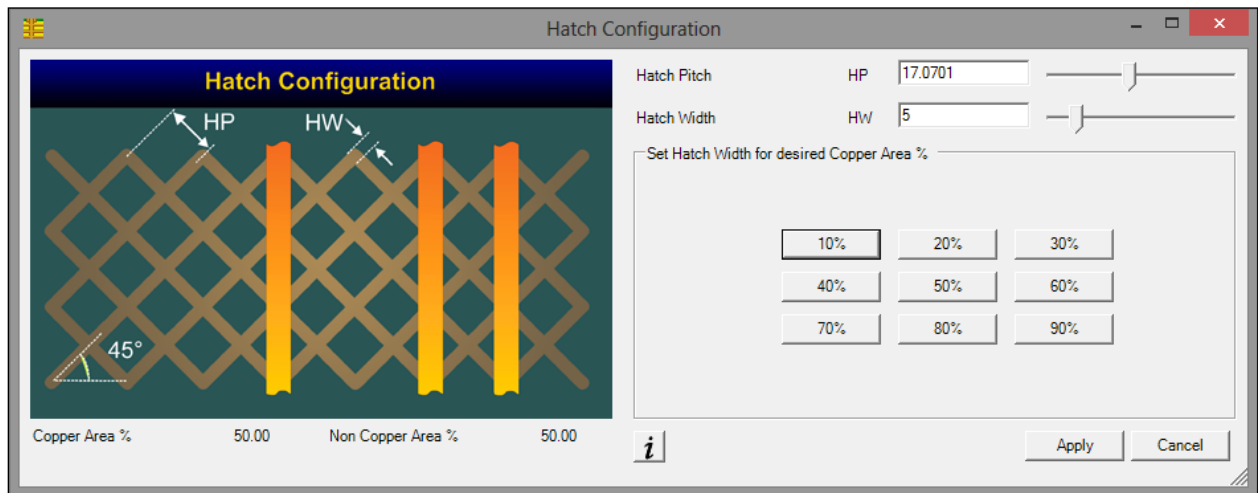 Hatch Configuration
Hatch Configuration
HP
HW
45°
Copper Area % 50.00 Non Copper Area % 50.00
Hatch Pitch HP 17.0701
Hatch Width HW 5
Set Hatch Width for desired Copper Area %
10% 20% 30%
40% 50% 60%
70% 80% 90%
i
Apply Cancel